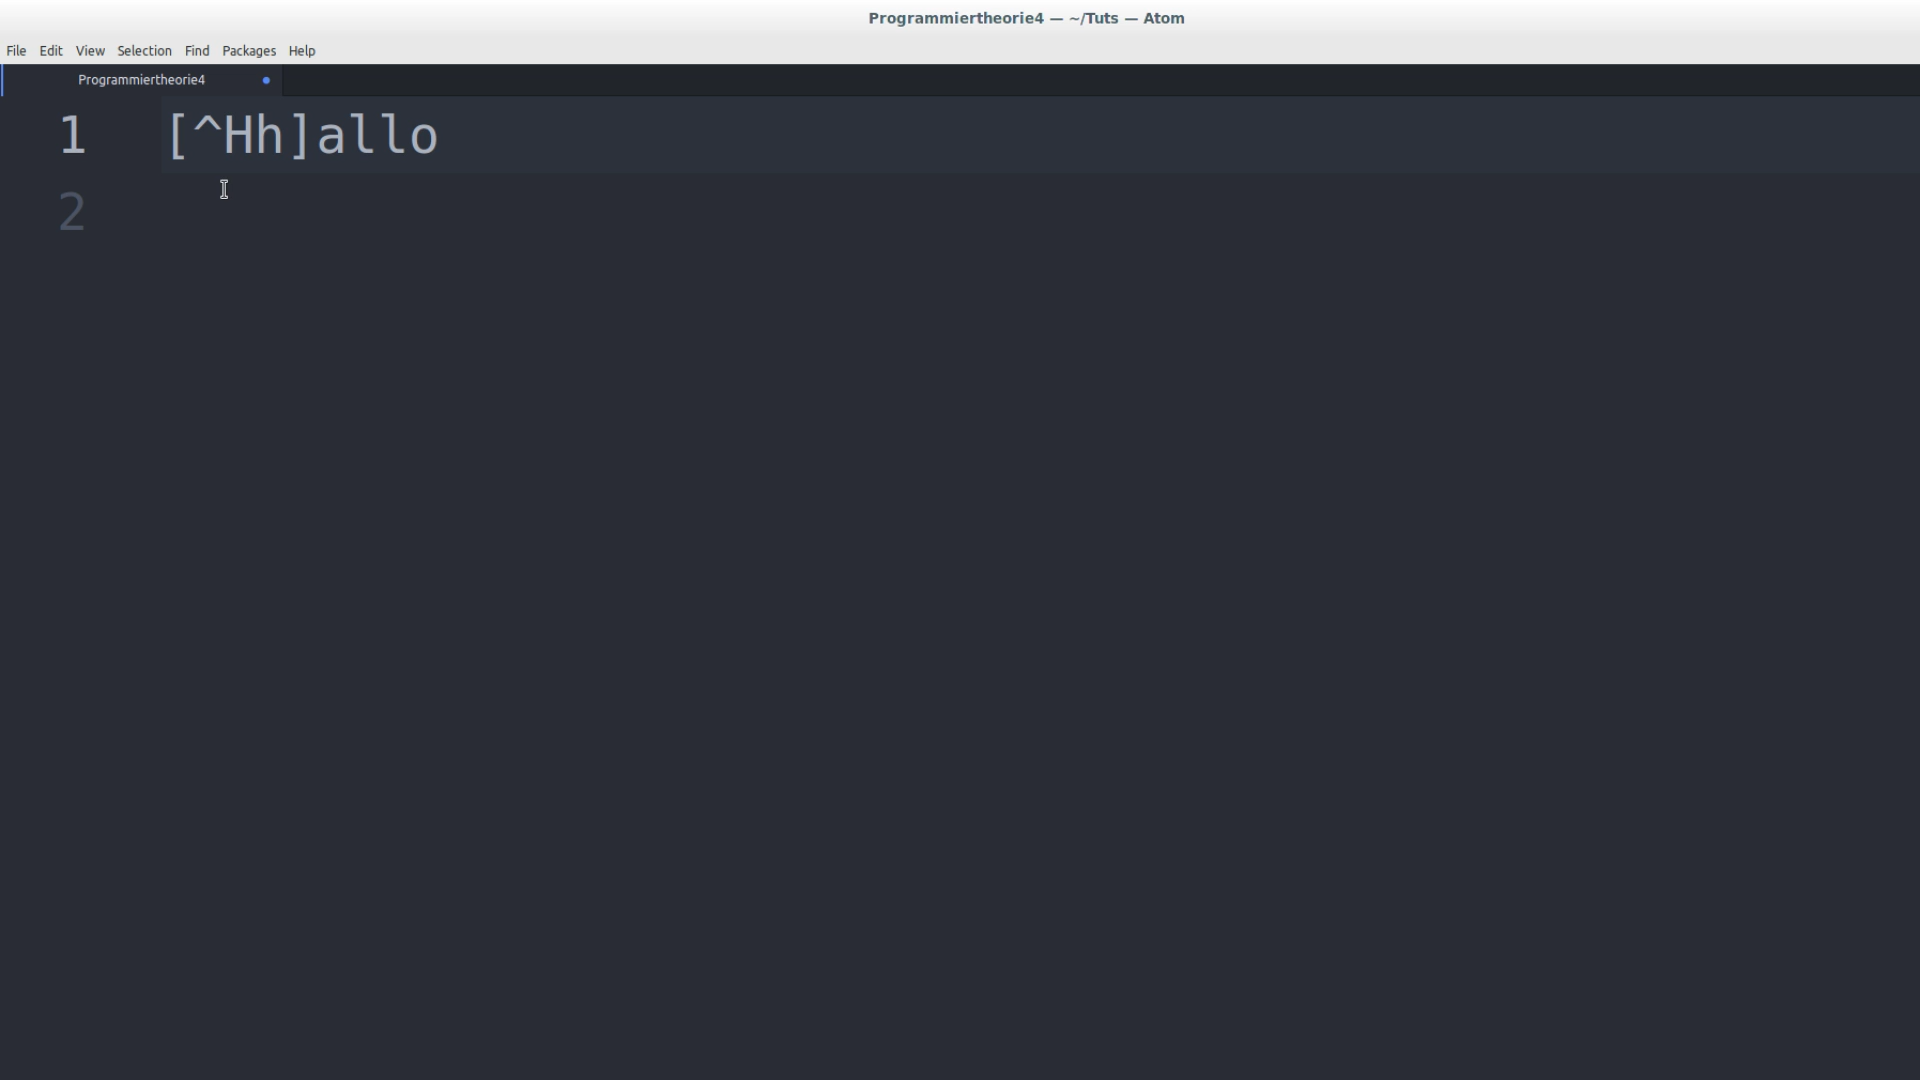 Programmiertheorie4 — ~/Tuts — Atom
File Edit View Selection Find Packages Help
Programmiertheorie4
1 [^Hh]allo
2